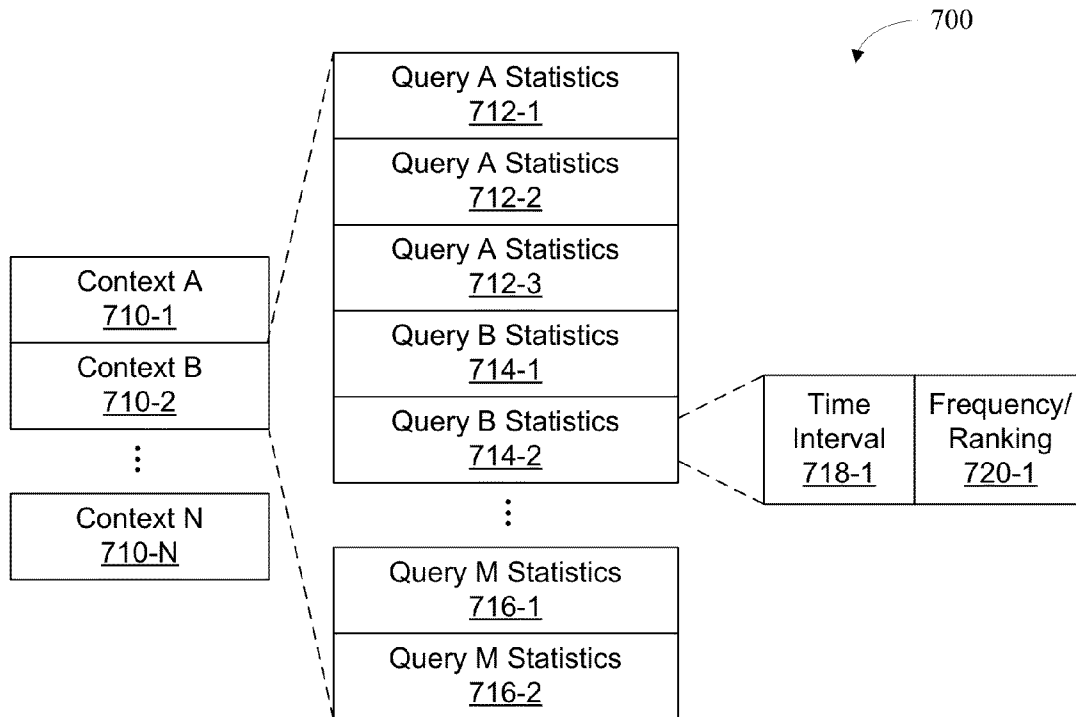 700
Query A Statistics
712-1
Query A Statistics
712-2
Query A Statistics
712-3
Query B Statistics
714-1
Query B Statistics
714-2
Query M Statistics
716-1
Query M Statistics
716-2
Context A
710-1
Context B
710-2
Context N
710-N
Time
Interval
718-1
Frequency/
Ranking
720-1